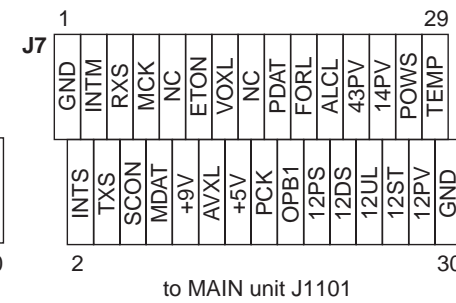 1 29
J7
GND INTM RXS MCK NC ETON VOXL NC PDAT FORL ALCL 43PV 14PV POWS TEMP
INTS TXS SCON MDAT +9V AVXL +5V PCK OPB1 12PS 12DS 12UL 12ST 12PV GND
2 30
to MAIN unit J1101